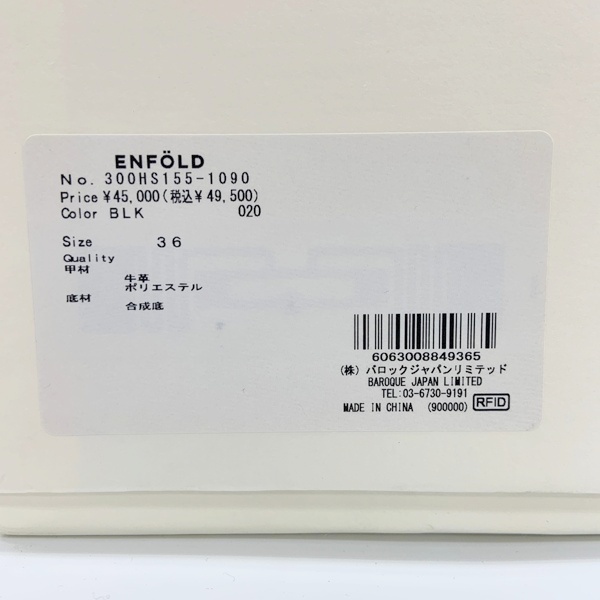 ENFÖLD
No. 300HS155-1090
Price ¥45,000(税込¥49,500)
Color BLK 020
Size 36
Quality
甲材
牛革
ポリエステル
底材
合成底
6063008849365
(株) バロックジャパンリミテッド
BAROQUE JAPAN LIMITED
TEL:03-6730-9191
MADE IN CHINA (900000) RFID